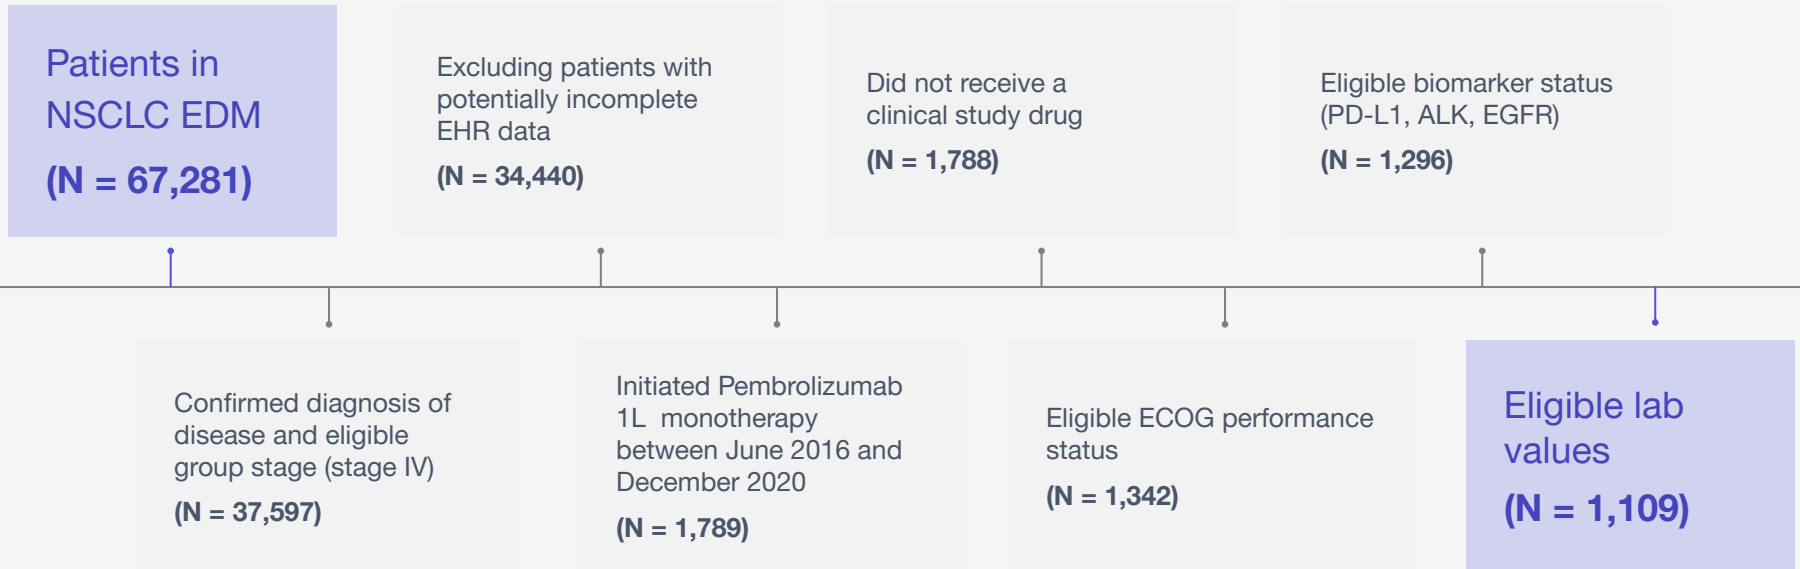 Patients in
NSCLC EDM
(N = 67,281)
Confirmed diagnosis of
disease and eligible
group stage (stage IV)
(N = 37,597)
Excluding patients with
potentially incomplete
EHR data
(N = 34,440)
Initiated Pembrolizumab
1L  monotherapy
between June 2016 and
December 2020
(N = 1,789)
Did not receive a
clinical study drug
(N = 1,788)
Eligible ECOG performance
status
(N = 1,342)
Eligible biomarker status
(PD-L1, ALK, EGFR)
(N = 1,296)
Eligible lab
values
(N = 1,109)